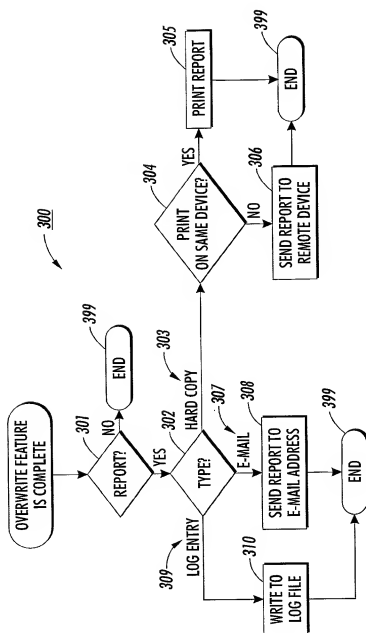 300
OVERWRITE FEATURE
IS COMPLETE
301
REPORT?
NO
399
END
YES
302
TYPE?
303
HARD COPY
304
PRINT
ON SAME DEVICE?
YES
305
PRINT REPORT
399
END
NO
306
SEND REPORT TO
REMOTE DEVICE
307
E-MAIL
308
SEND REPORT TO
E-MAIL ADDRESS
309
LOG ENTRY
310
WRITE TO
LOG FILE
399
END